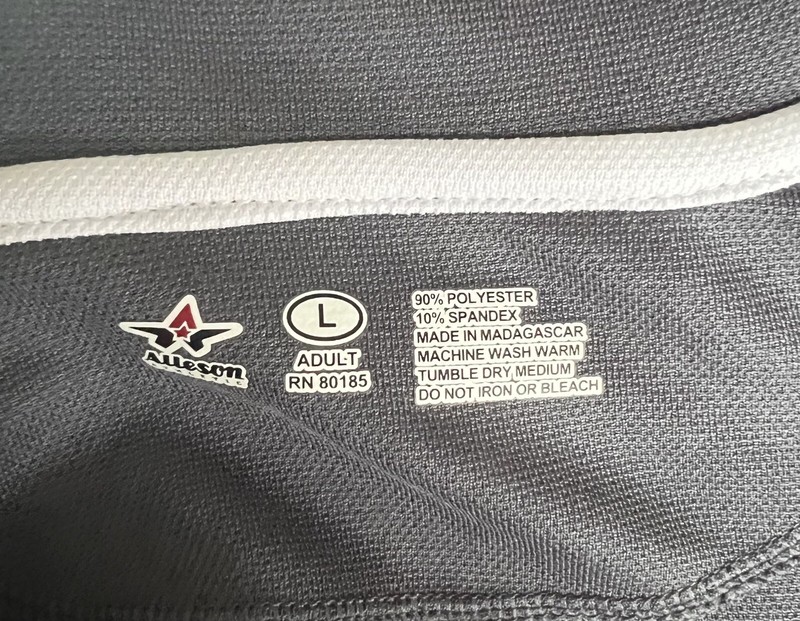 Alleson
ATHLETIC
L
ADULT
RN 80185
90% POLYESTER
10% SPANDEX
MADE IN MADAGASCAR
MACHINE WASH WARM
TUMBLE DRY MEDIUM
DO NOT IRON OR BLEACH